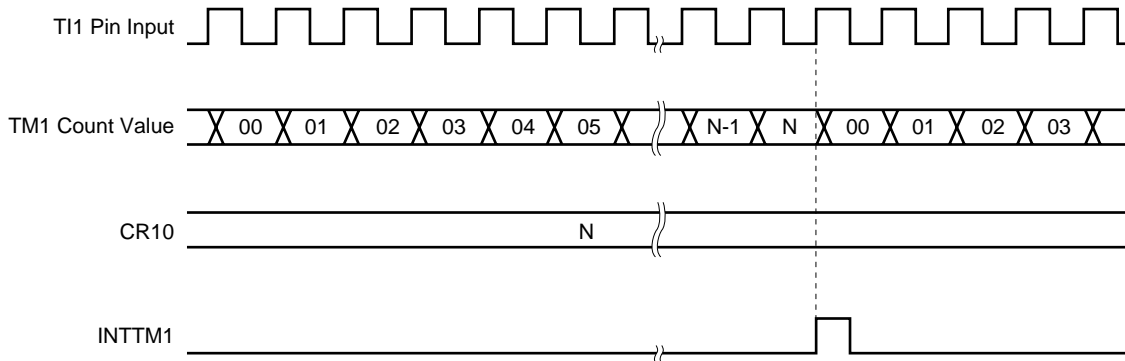 TI1 Pin Input
TM1 Count Value 00 01 02 03 04 05 N-1 N 00 01 02 03
CR10 N
INTTM1